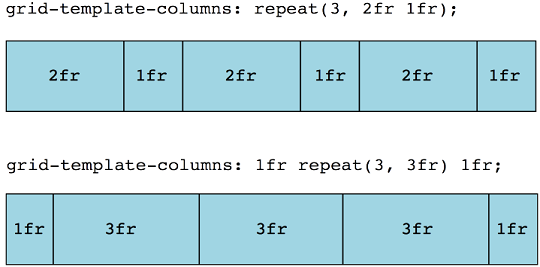 grid-template-columns: repeat(3, 2fr 1fr);
2fr 1fr 2fr 1fr 2fr 1fr
grid-template-columns: 1fr repeat(3, 3fr) 1fr;
1fr 3fr 3fr 3fr 1fr